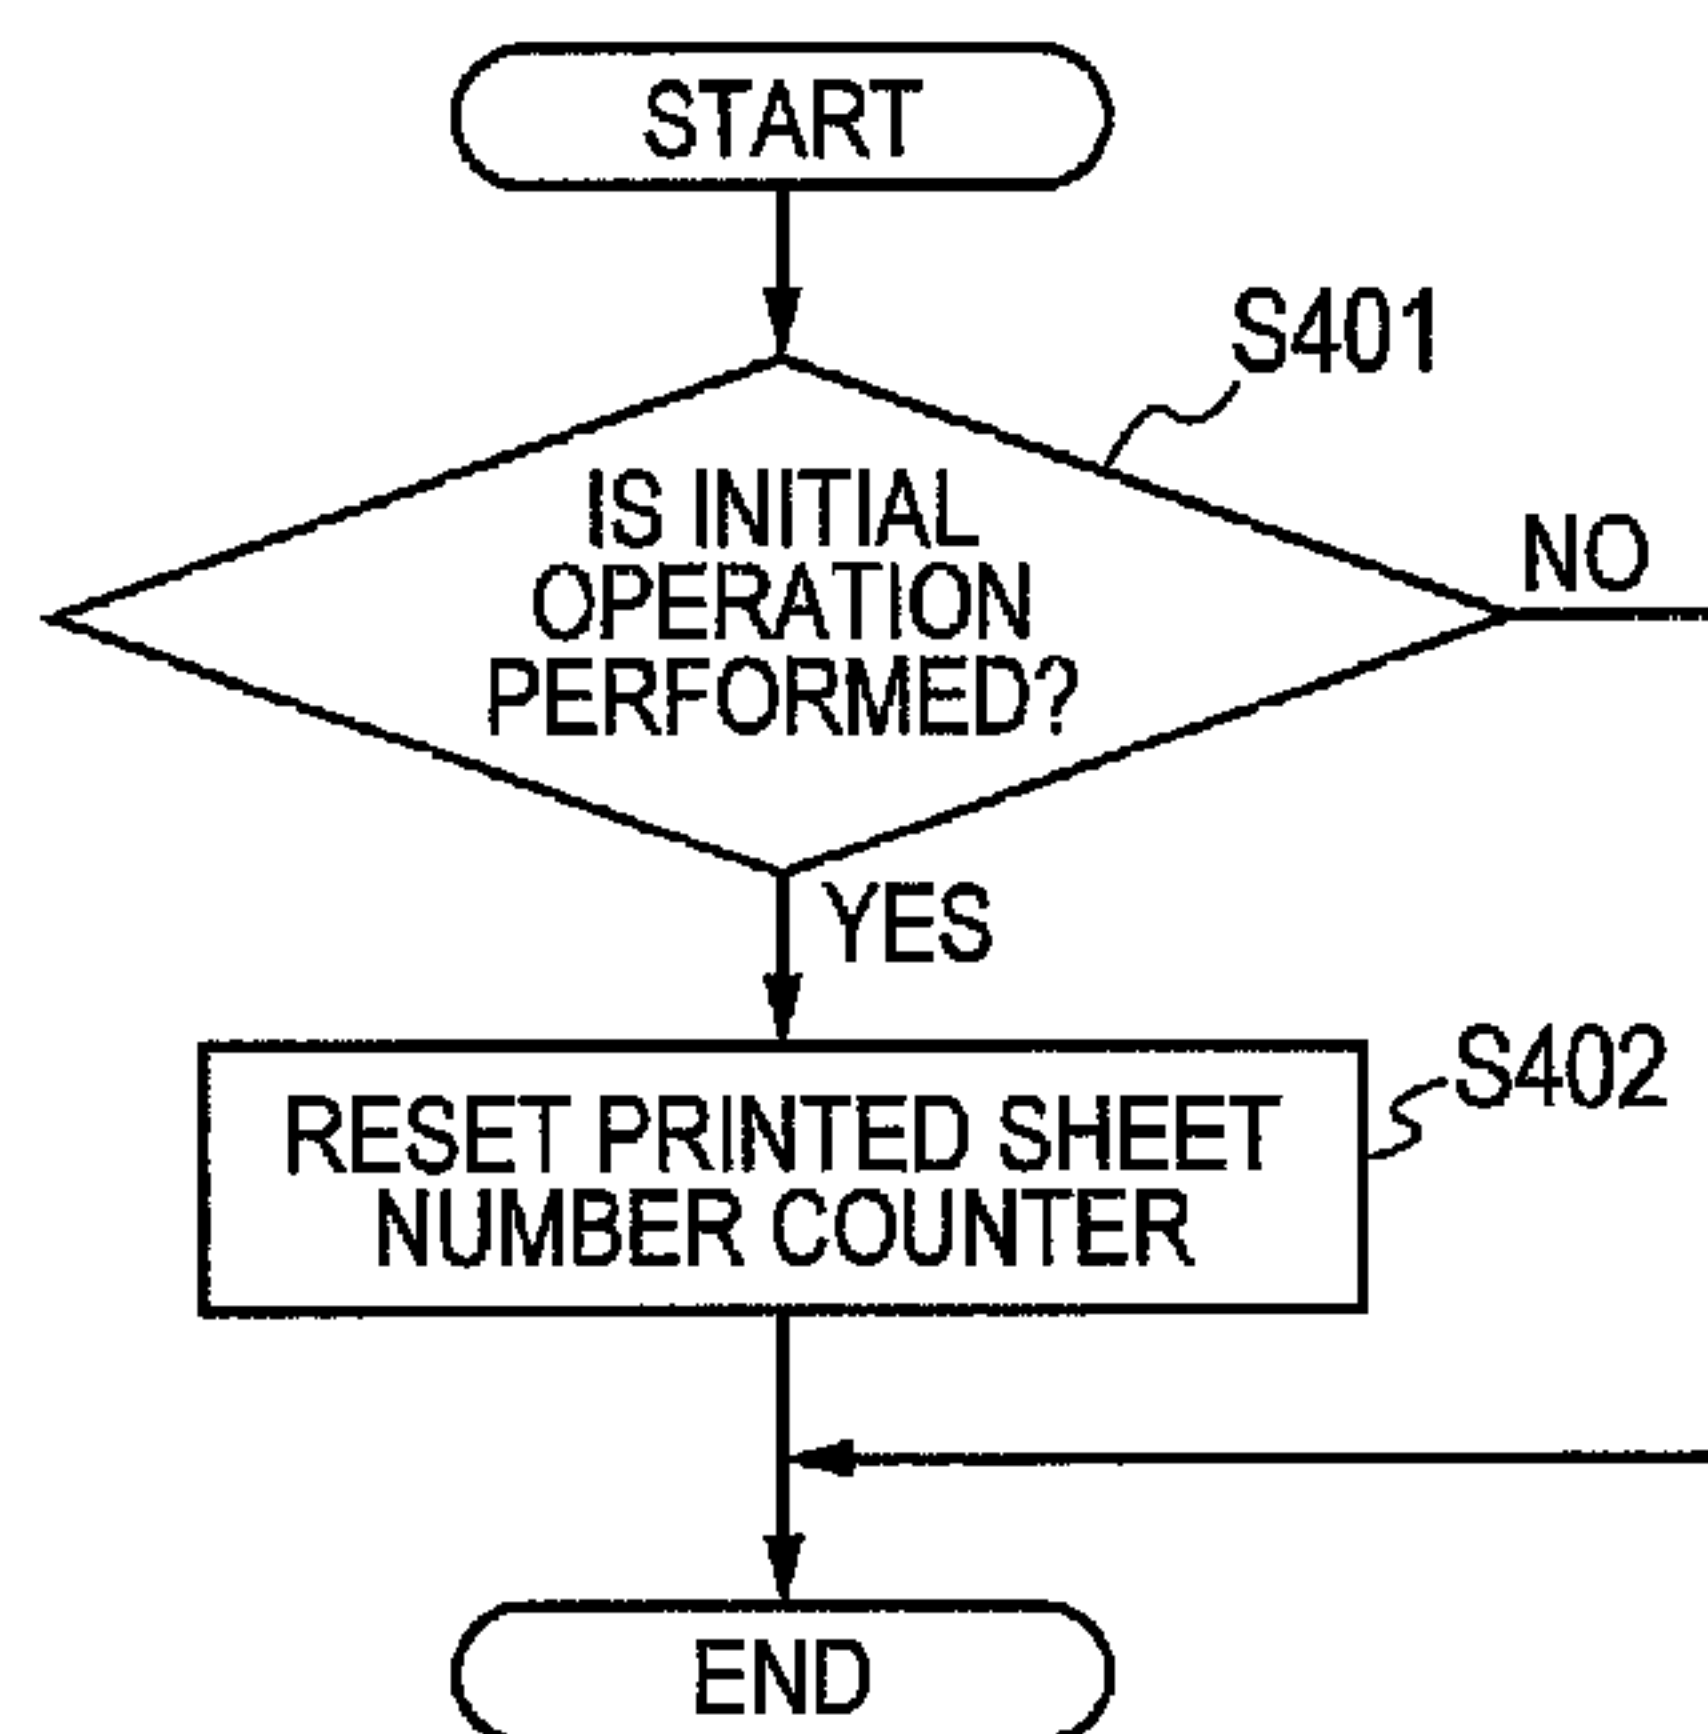 START
S401
IS INITIAL
OPERATION
PERFORMED?
NO
YES
S402
RESET PRINTED SHEET
NUMBER COUNTER
END